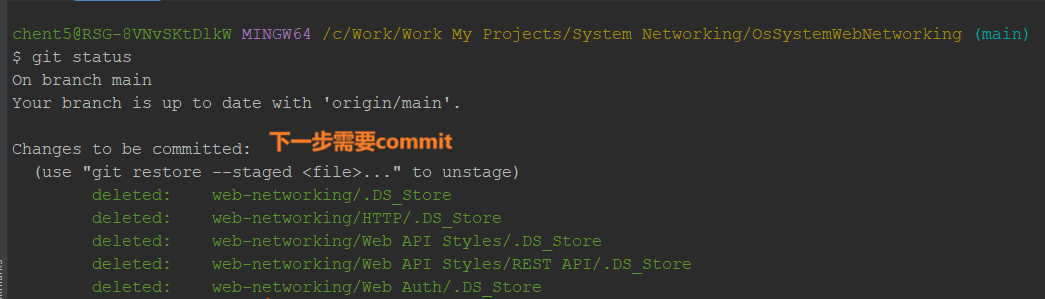 chent5@RSG-8VNvSKtDlkW MINGW64 /c/Work/Work My Projects/System Networking/OsSystemWebNetworking (main)
$ git status
On branch main
Your branch is up to date with 'origin/main'.
Changes to be committed: 下一步需要commit
(use "git restore --staged <file>..." to unstage)
deleted: web-networking/.DS_Store
deleted: web-networking/HTTP/.DS_Store
deleted: web-networking/Web API Styles/.DS_Store
deleted: web-networking/Web API Styles/REST API/.DS_Store
deleted: web-networking/Web Auth/.DS_Store